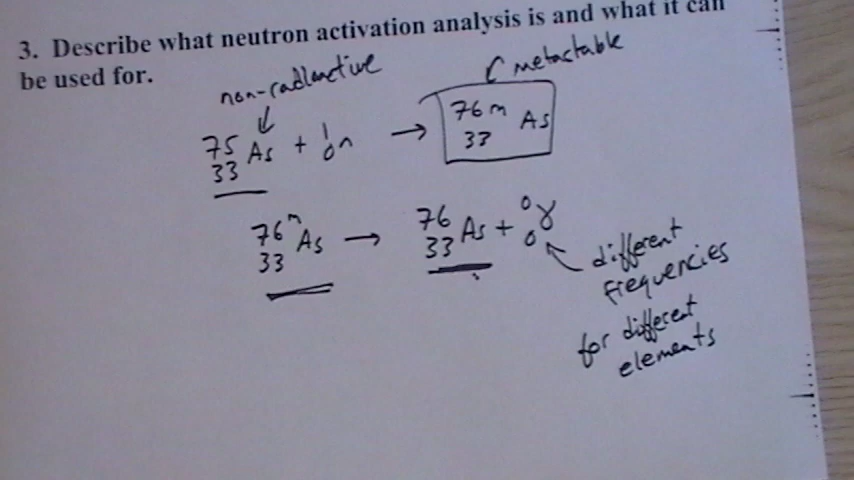 3. Describe what neutron activation analysis is and what it can
be used for.
non-radioactive
metastable
75 33 As + 1 0 n → 76m 33 As
76m 33 As → 76 33 As + 0 0 γ
different
frequencies
for different
elements